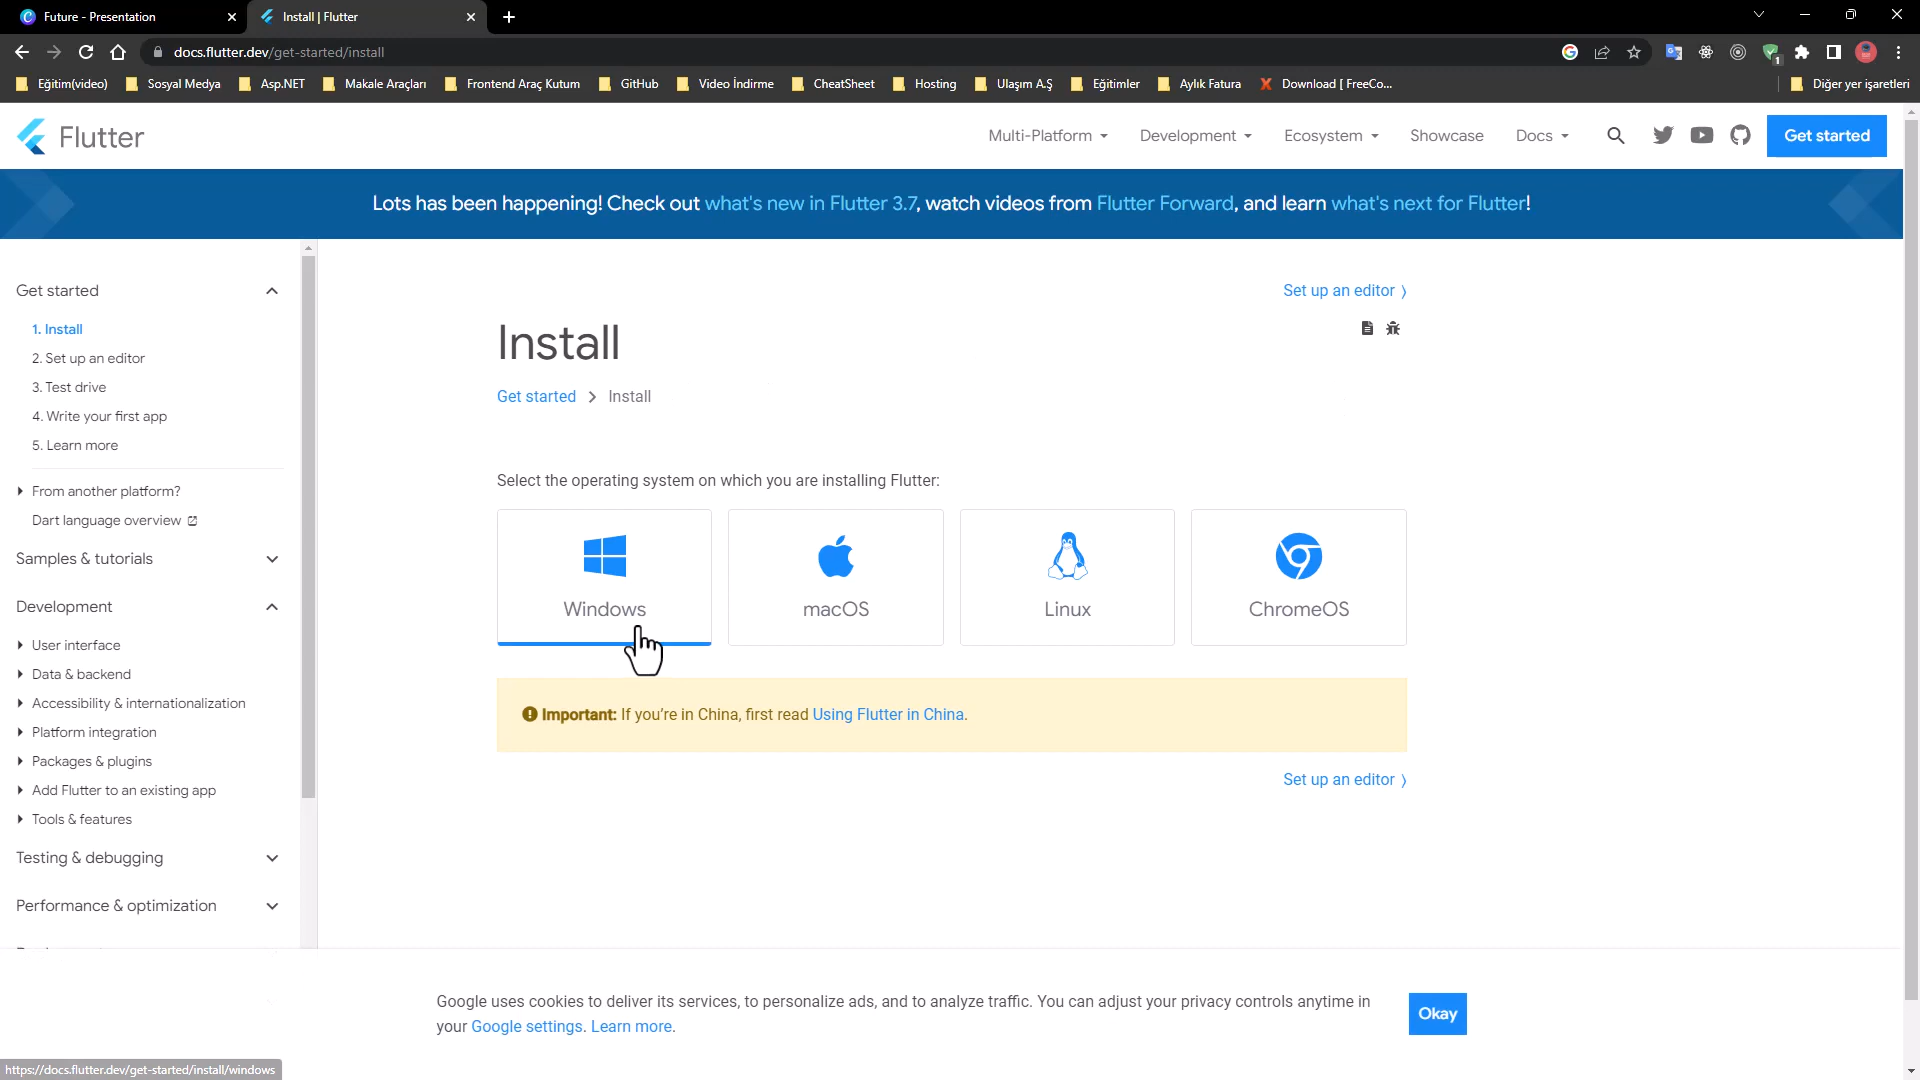 Future - Presentation
Install | Flutter
docs.flutter.dev/get-started/install
1
Eğitim(video)
Sosyal Medya
Asp.NET
Makale Araçları
Frontend Araç Kutum
GitHub
Video İndirme
CheatSheet
Hosting
Ulaşım A.Ş
Eğitimler
Aylık Fatura
Download [ FreeCo...
Diğer yer işaretleri
Flutter
Multi-Platform
Development
Ecosystem
Showcase
Docs
Get started
Lots has been happening! Check out what's new in Flutter 3.7, watch videos from Flutter Forward, and learn what's next for Flutter!
Get started
1. Install
2. Set up an editor
3. Test drive
4. Write your first app
5. Learn more
From another platform?
Dart language overview
Samples & tutorials
Development
User interface
Data & backend
Accessibility & internationalization
Platform integration
Packages & plugins
Add Flutter to an existing app
Tools & features
Testing & debugging
Performance & optimization
Set up an editor
Install
Get started > Install
Select the operating system on which you are installing Flutter:
Windows
macOS
Linux
ChromeOS
Important: If you’re in China, first read Using Flutter in China.
Set up an editor
Google uses cookies to deliver its services, to personalize ads, and to analyze traffic. You can adjust your privacy controls anytime in
your Google settings. Learn more.
Okay
https://docs.flutter.dev/get-started/install/windows